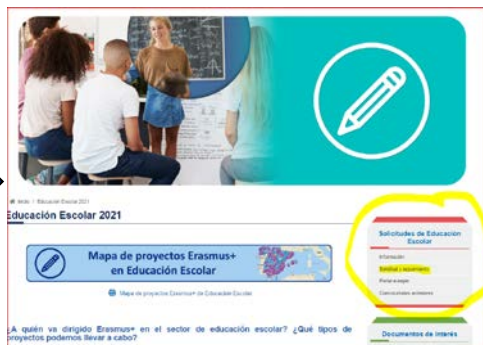 Inicio / Educación Escolar 2021
Educación Escolar 2021
Mapa de proyectos Erasmus+
en Educación Escolar
Mapa de proyectos Erasmus+ de Educación Escolar
¿A quién va dirigido Erasmus+ en el sector de educación escolar? ¿Qué tipos de
proyectos podemos llevar a cabo?
Solicitudes de Educación
Escolar
Información
Solicitud y seguimiento
Convocatorias anteriores
Documentos de interés